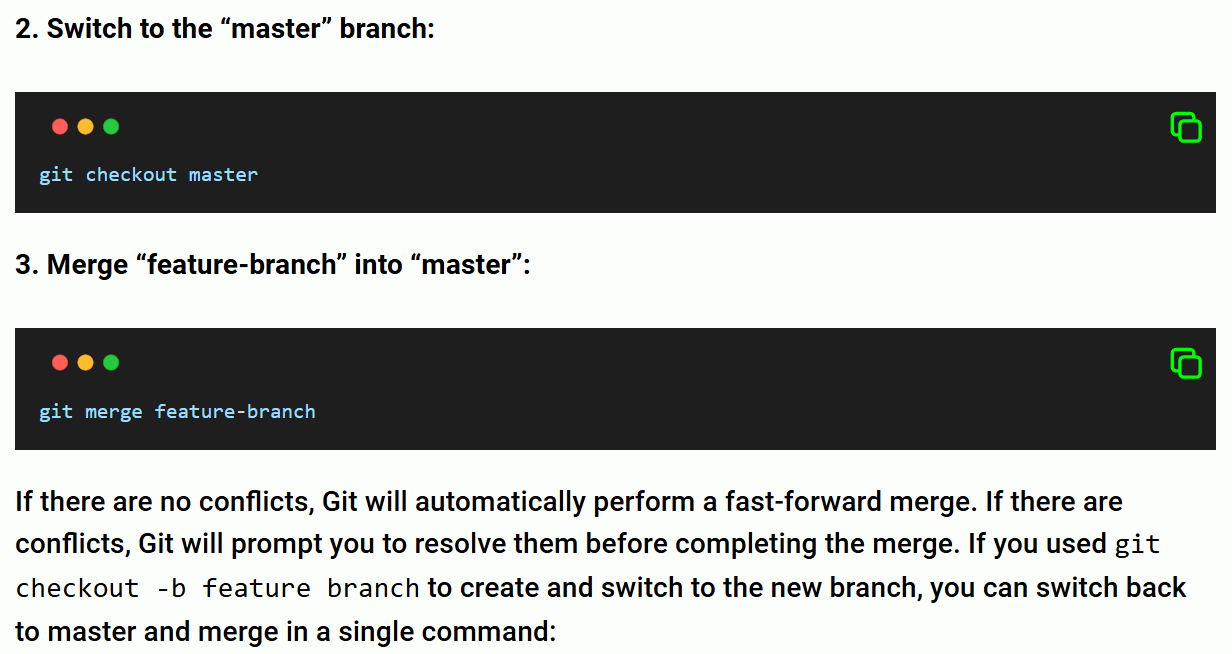 2. Switch to the “master” branch:
git checkout master
3. Merge “feature-branch” into “master”:
git merge feature-branch
If there are no conflicts, Git will automatically perform a fast-forward merge. If there are
conflicts, Git will prompt you to resolve them before completing the merge. If you used git
checkout -b feature branch to create and switch to the new branch, you can switch back
to master and merge in a single command: